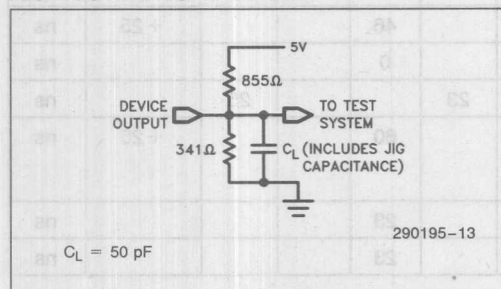 5V
855Ω
DEVICE
OUTPUT
TO TEST
SYSTEM
341Ω
C_L (INCLUDES JIG
CAPACITANCE)
290195–13
C_L = 50 pF